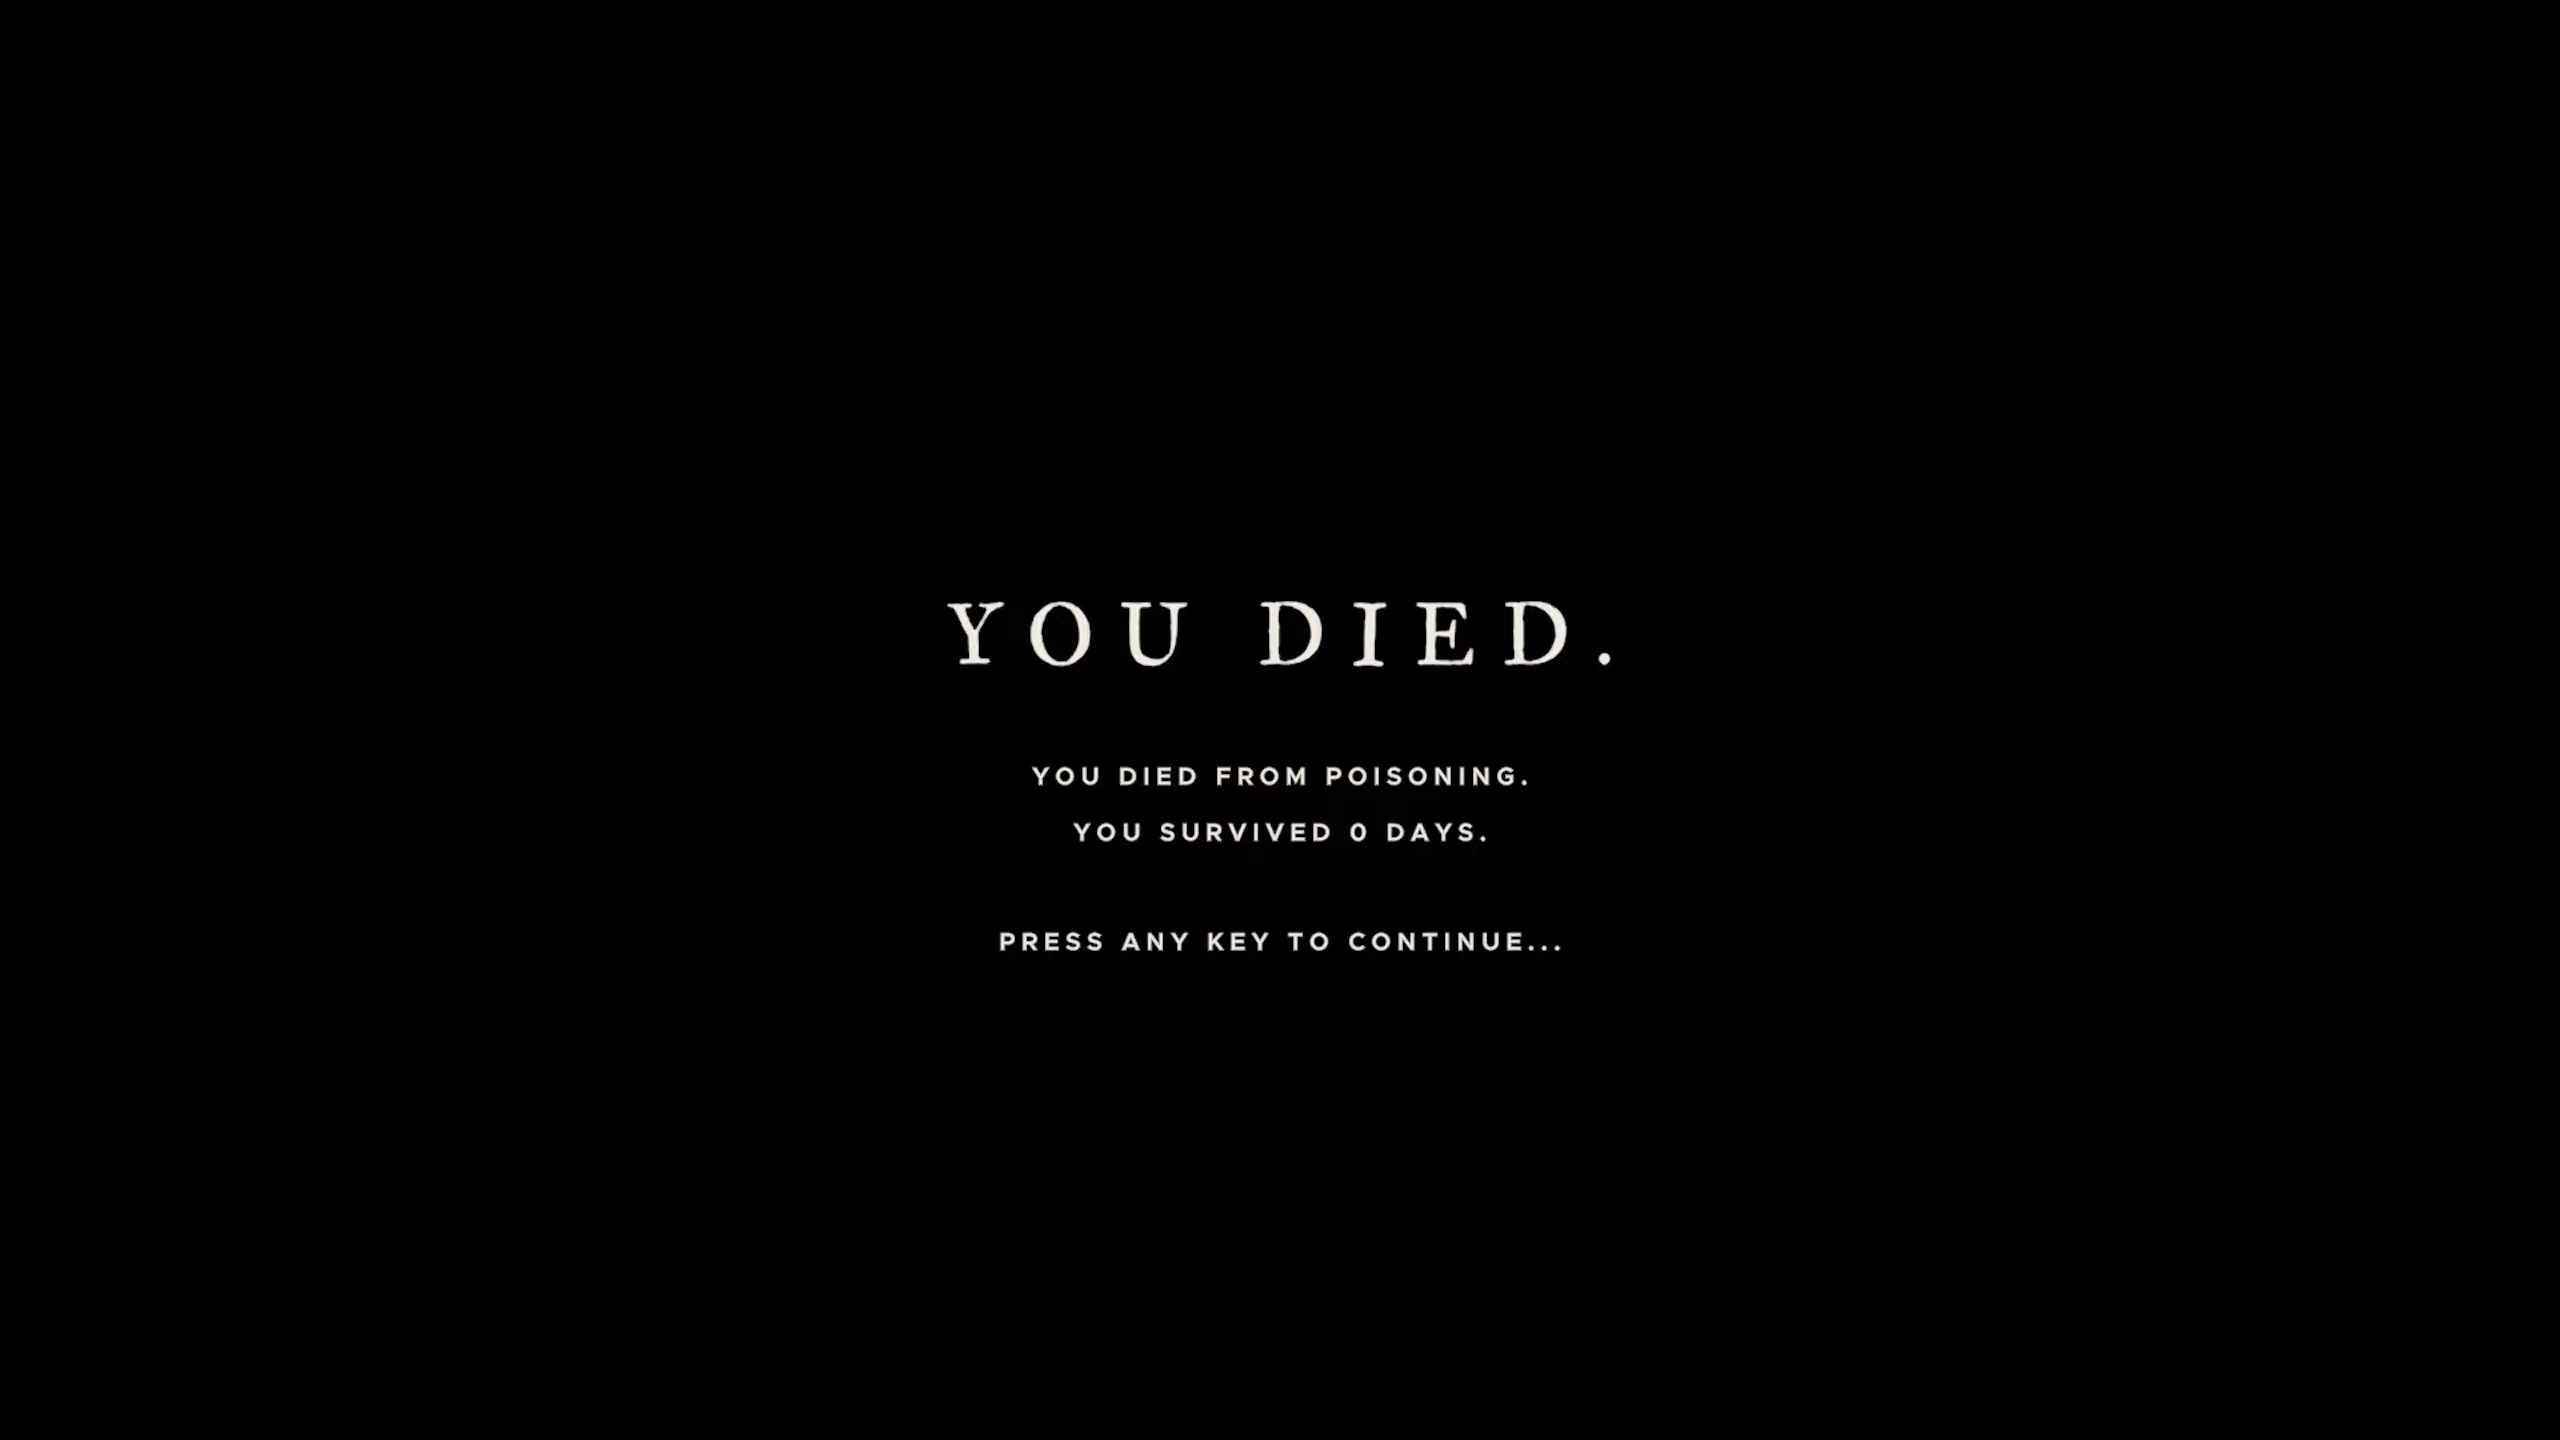 YOU DIED.
YOU DIED FROM POISONING.
YOU SURVIVED 0 DAYS.
PRESS ANY KEY TO CONTINUE...